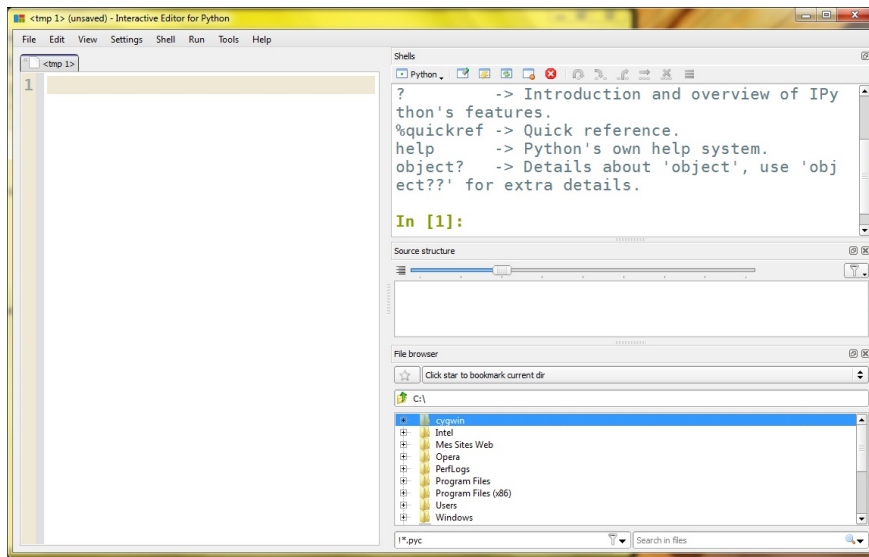 <tmp 1> (unsaved) - Interactive Editor for Python
File Edit View Settings Shell Run Tools Help
<tmp 1>
1
Shells
Python
?        -> Introduction and overview of IPy
thon's features.
%quickref -> Quick reference.
help      -> Python's own help system.
object?   -> Details about 'object', use 'obj
ect??' for extra details.
In [1]:
Source structure
File browser
Click star to bookmark current dir
C:\
cygwin
Intel
Mes Sites Web
Opera
PerfLogs
Program Files
Program Files (x86)
Users
Windows
!*.pyc
Search in files